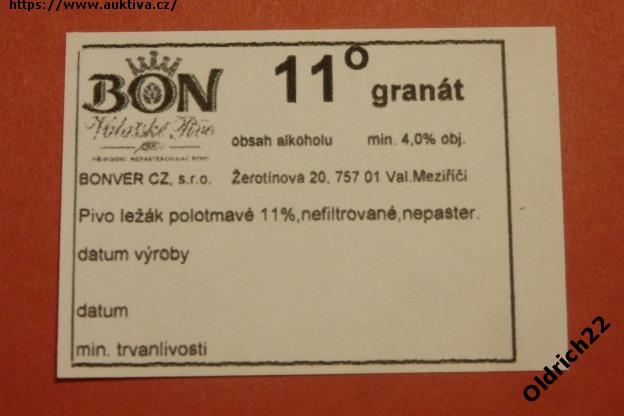 https://www.auktiva.cz/
BON
Valašské Pivo
11° granát
obsah alkoholu min. 4,0% obj.
BONVER CZ, s.r.o. Žerotínova 20, 757 01 Val.Meziříčí
Pivo ležák polotmavé 11%,nefiltrované,nepaster.
datum výroby
datum
min. trvanlivosti
Oldrich22